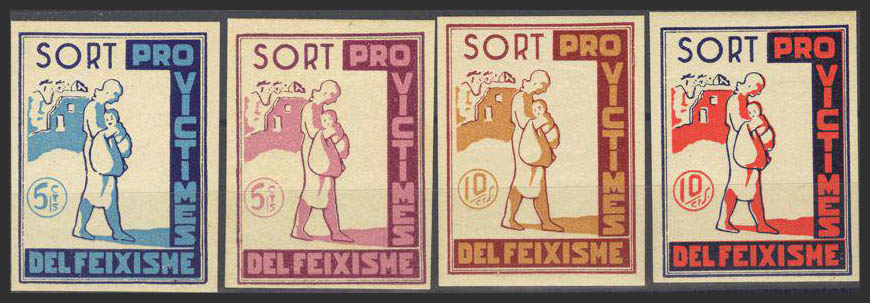 SORT PRO
VICTIMES
5 CTS
DEL FEIXISME
SORT PRO
VICTIMES
5 CTS
DEL FEIXISME
SORT PRO
VICTIMES
10 CTS.
DEL FEIXISME
SORT PRO
VICTIMES
10 CTS.
DEL FEIXISME